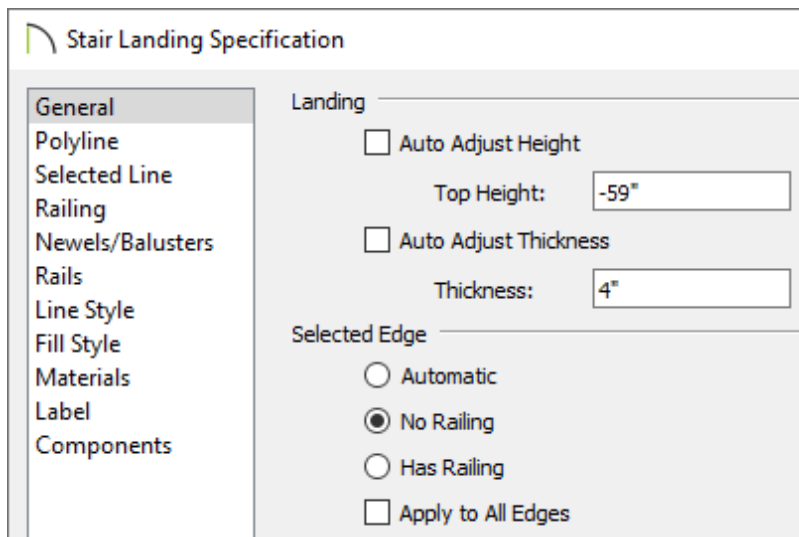 Stair Landing Specification
General
Polyline
Selected Line
Railing
Newels/Balusters
Rails
Line Style
Fill Style
Materials
Label
Components
Landing
Auto Adjust Height
Top Height: -59"
Auto Adjust Thickness
Thickness: 4"
Selected Edge
Automatic
No Railing
Has Railing
Apply to All Edges